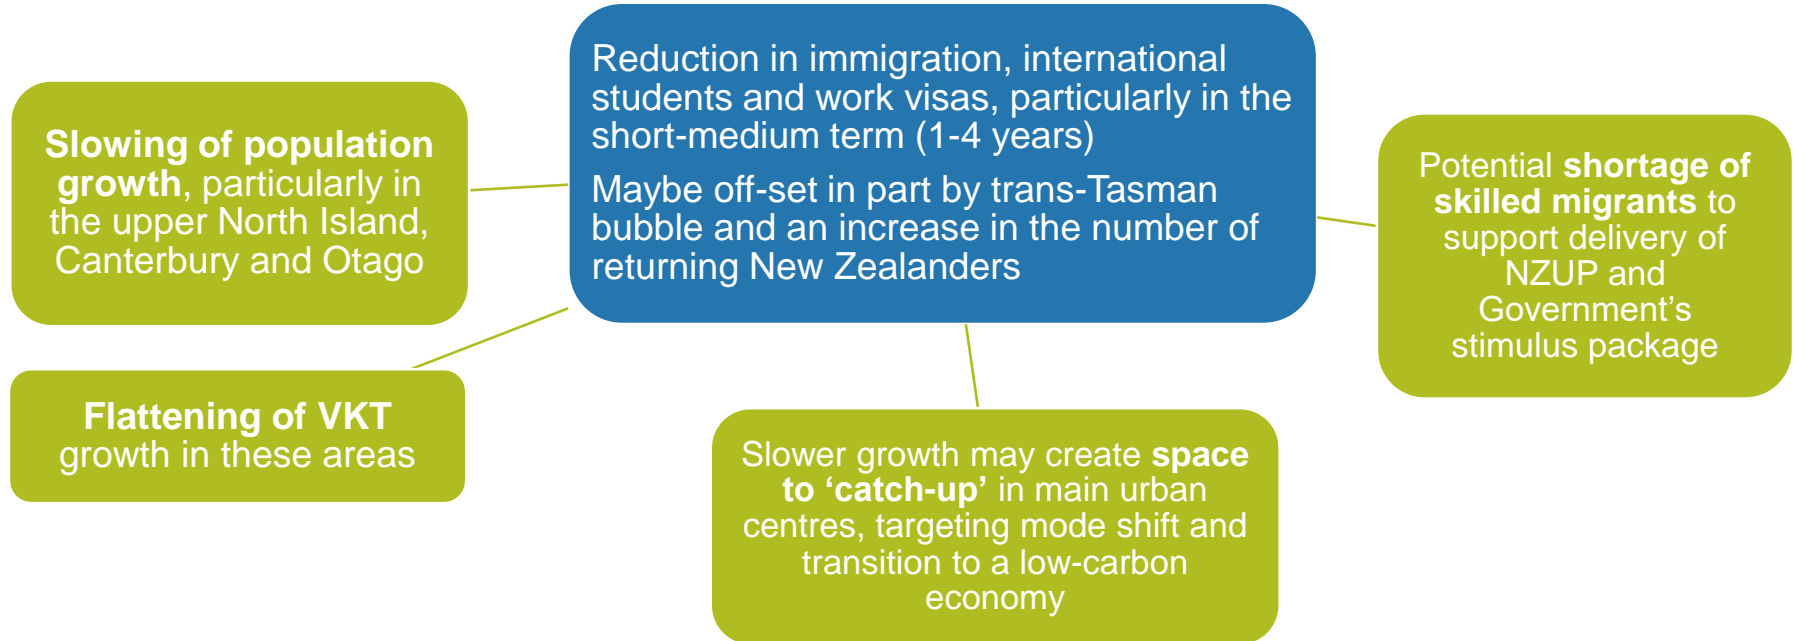 Reduction in immigration, international
students and work visas, particularly in the
short-medium term (1-4 years)
Maybe off-set in part by trans-Tasman
bubble and an increase in the number of
returning New Zealanders
Slowing of population
growth, particularly in
the upper North Island,
Canterbury and Otago
Flattening of VKT
growth in these areas
Slower growth may create space
to ‘catch-up’ in main urban
centres, targeting mode shift and
transition to a low-carbon
economy
Potential shortage of
skilled migrants to
support delivery of
NZUP and
Government’s
stimulus package